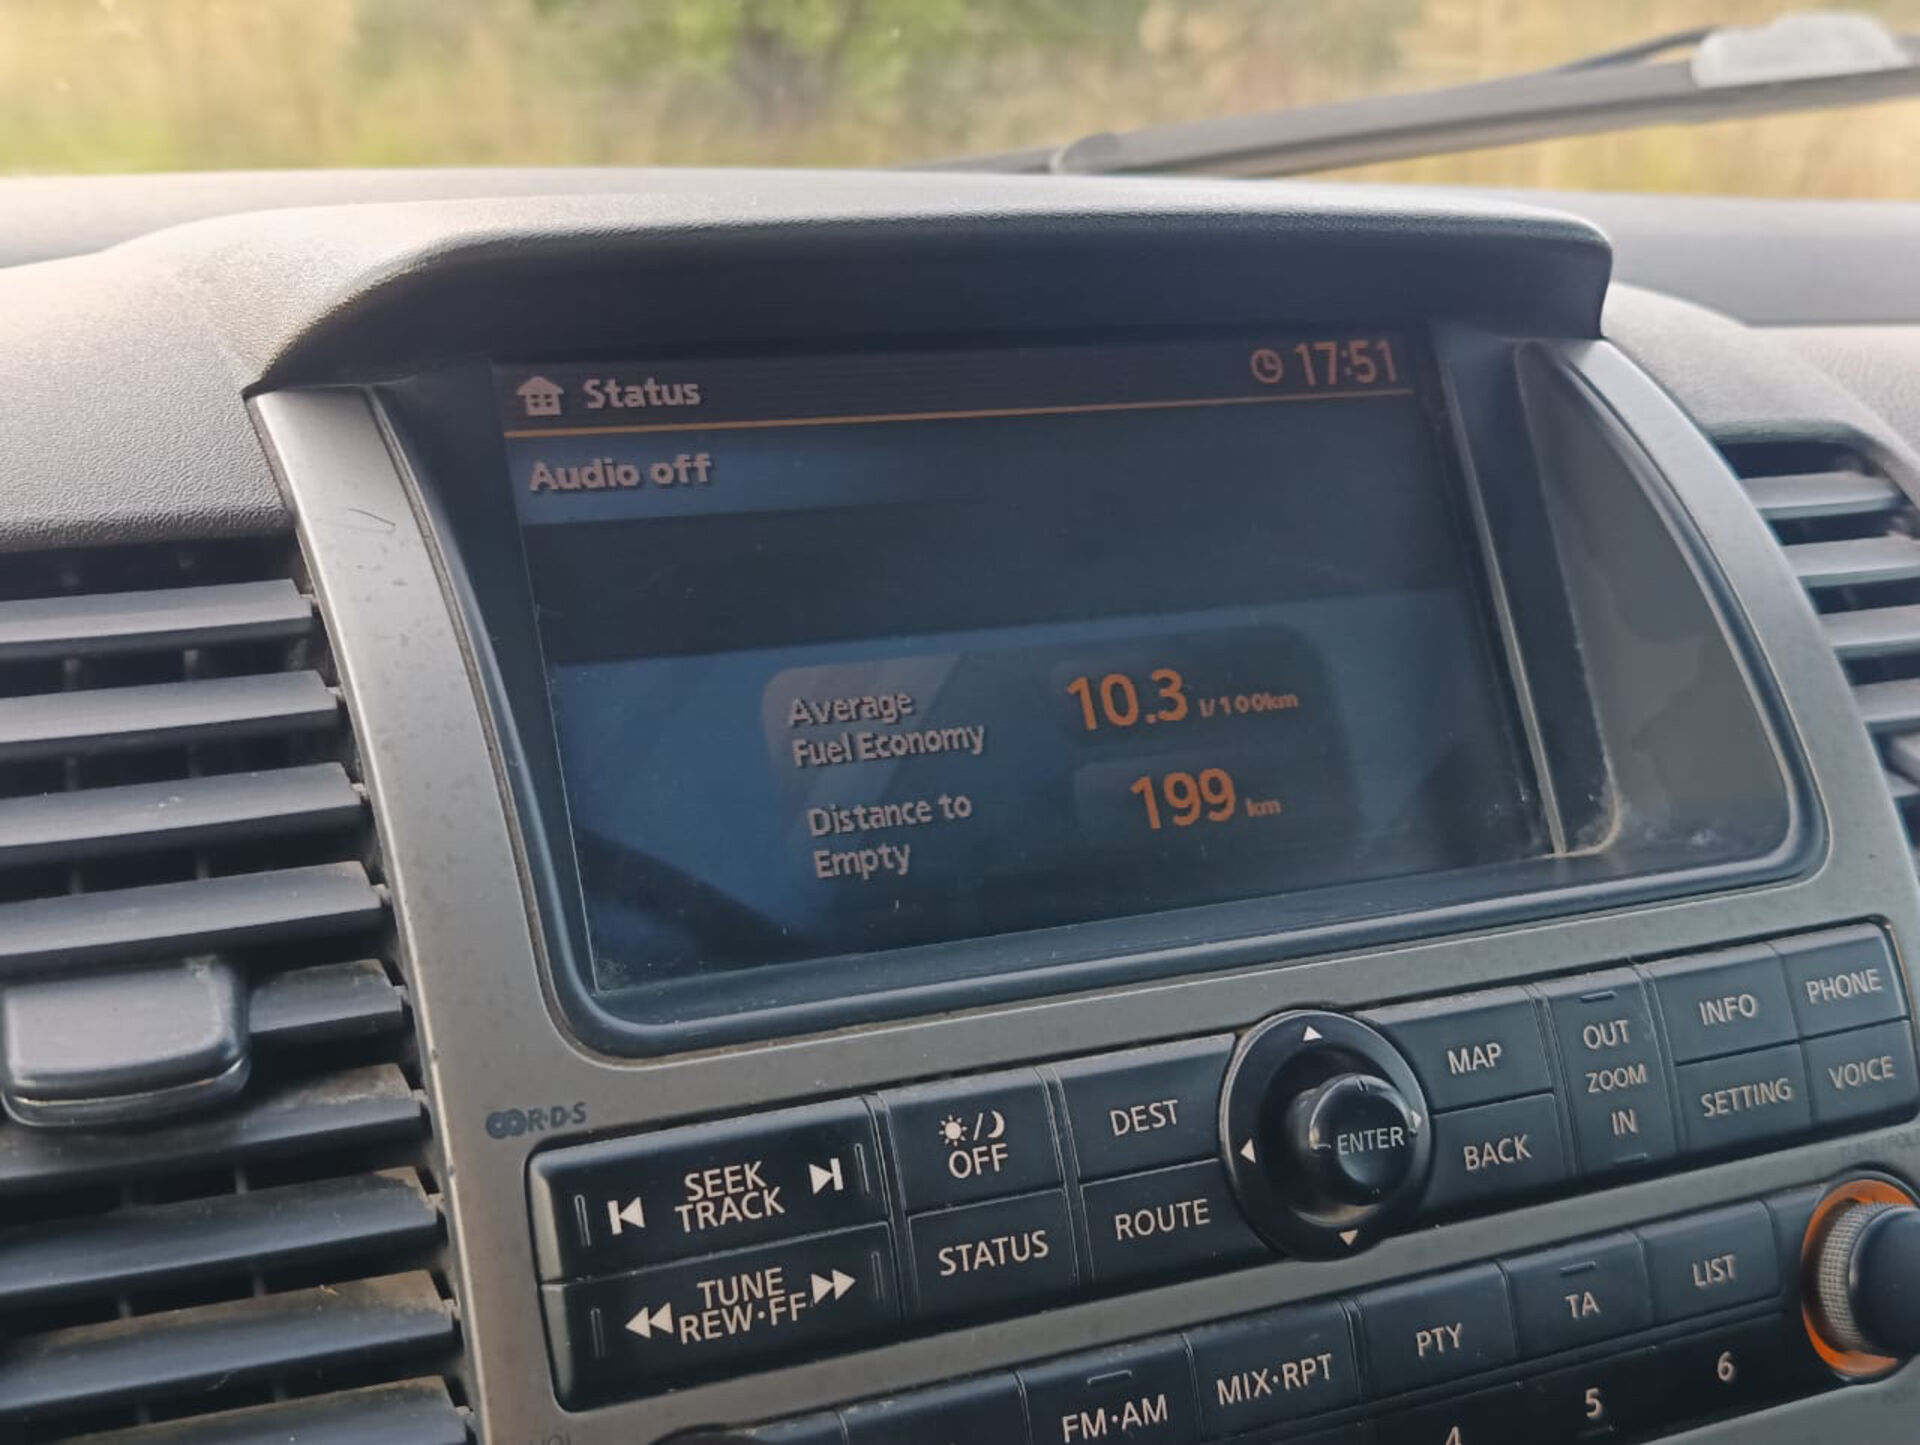 Status 17:51
Audio off
Average
Fuel Economy
10.3 l/100km
Distance to
Empty
199 km
R·D·S
SEEK
TRACK
OFF
DEST
ENTER
MAP
OUT
ZOOM
IN
INFO
PHONE
TUNE
REW·FF
STATUS
ROUTE
BACK
SETTING
VOICE
FM·AM
MIX·RPT
PTY
TA
LIST
4
5
6